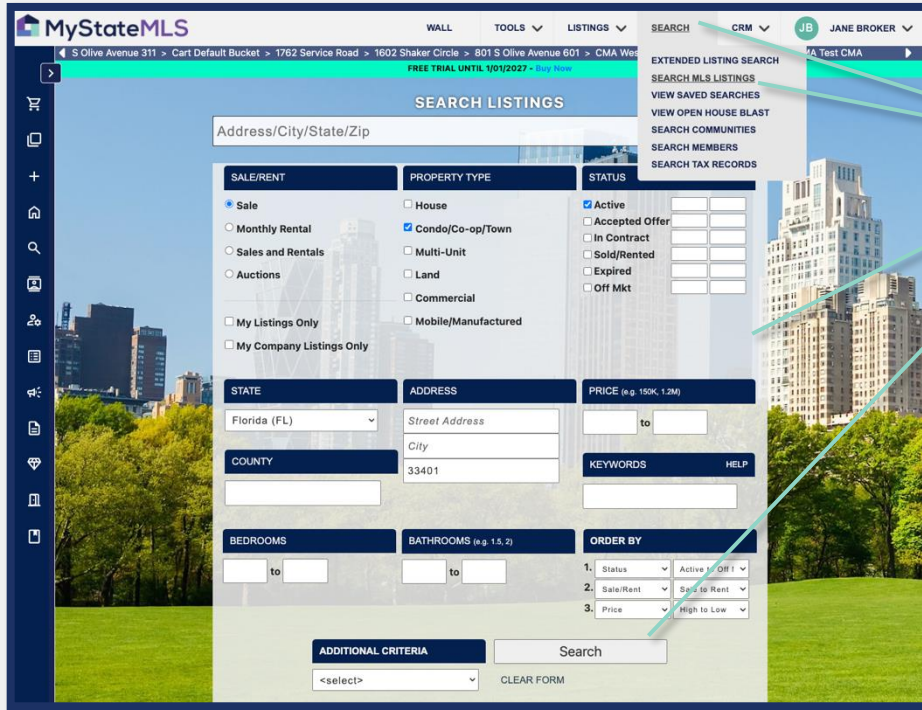 MyStateMLS
WALL TOOLS LISTINGS SEARCH CRM JB JANE BROKER
S Olive Avenue 311 > Cart Default Bucket > 1762 Service Road > 1602 Shaker Circle > 801 S Olive Avenue 601 > CMA Wes MA Test CMA
FREE TRIAL UNTIL 1/01/2027 - Buy Now
EXTENDED LISTING SEARCH
SEARCH MLS LISTINGS
VIEW SAVED SEARCHES
VIEW OPEN HOUSE BLAST
SEARCH COMMUNITIES
SEARCH MEMBERS
SEARCH TAX RECORDS
SEARCH LISTINGS
Address/City/State/Zip
SALE/RENT PROPERTY TYPE STATUS
Sale House Active
Monthly Rental Condo/Co-op/Town Accepted Offer
Sales and Rentals Multi-Unit In Contract
Auctions Land Sold/Rented
Commercial Expired
My Listings Only Mobile/Manufactured Off Mkt
My Company Listings Only
STATE ADDRESS PRICE (e.g. 150K, 1.2M)
Florida (FL) Street Address to
City
COUNTY 33401 KEYWORDS HELP
BEDROOMS BATHROOMS (e.g. 1.5, 2) ORDER BY
to to 1. Status Active to Off
2. Sale/Rent Sale to Rent
3. Price High to Low
ADDITIONAL CRITERIA Search
<select> CLEAR FORM